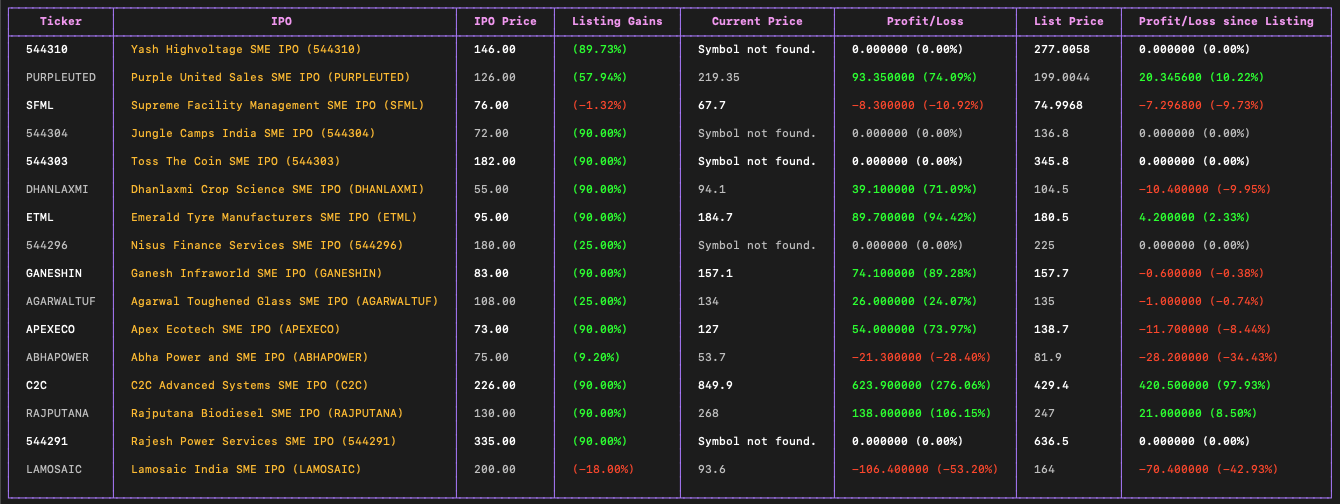 Ticker IPO IPO Price Listing Gains Current Price Profit/Loss List Price Profit/Loss since Listing
544310 Yash Highvoltage SME IPO (544310) 146.00 (89.73%) Symbol not found. 0.000000 (0.00%) 277.0058 0.000000 (0.00%)
PURPLEUTED Purple United Sales SME IPO (PURPLEUTED) 126.00 (57.94%) 219.35 93.350000 (74.09%) 199.0044 20.345600 (10.22%)
SFML Supreme Facility Management SME IPO (SFML) 76.00 (-1.32%) 67.7 -8.300000 (-10.92%) 74.9968 -7.296800 (-9.73%)
544304 Jungle Camps India SME IPO (544304) 72.00 (90.00%) Symbol not found. 0.000000 (0.00%) 136.8 0.000000 (0.00%)
544303 Toss The Coin SME IPO (544303) 182.00 (90.00%) Symbol not found. 0.000000 (0.00%) 345.8 0.000000 (0.00%)
DHANLAXMI Dhanlaxmi Crop Science SME IPO (DHANLAXMI) 55.00 (90.00%) 94.1 39.100000 (71.09%) 104.5 -10.400000 (-9.95%)
ETML Emerald Tyre Manufacturers SME IPO (ETML) 95.00 (90.00%) 184.7 89.700000 (94.42%) 180.5 4.200000 (2.33%)
544296 Nisus Finance Services SME IPO (544296) 180.00 (25.00%) Symbol not found. 0.000000 (0.00%) 225 0.000000 (0.00%)
GANESHIN Ganesh Infraworld SME IPO (GANESHIN) 83.00 (90.00%) 157.1 74.100000 (89.28%) 157.7 -0.600000 (-0.38%)
AGARWALTUF Agarwal Toughened Glass SME IPO (AGARWALTUF) 108.00 (25.00%) 134 26.000000 (24.07%) 135 -1.000000 (-0.74%)
APEXECO Apex Ecotech SME IPO (APEXECO) 73.00 (90.00%) 127 54.000000 (73.97%) 138.7 -11.700000 (-8.44%)
ABHAPOWER Abha Power and SME IPO (ABHAPOWER) 75.00 (9.20%) 53.7 -21.300000 (-28.40%) 81.9 -28.200000 (-34.43%)
C2C C2C Advanced Systems SME IPO (C2C) 226.00 (90.00%) 849.9 623.900000 (276.06%) 429.4 420.500000 (97.93%)
RAJPUTANA Rajputana Biodiesel SME IPO (RAJPUTANA) 130.00 (90.00%) 268 138.000000 (106.15%) 247 21.000000 (8.50%)
544291 Rajesh Power Services SME IPO (544291) 335.00 (90.00%) Symbol not found. 0.000000 (0.00%) 636.5 0.000000 (0.00%)
LAMOSAIC Lamosaic India SME IPO (LAMOSAIC) 200.00 (-18.00%) 93.6 -106.400000 (-53.20%) 164 -70.400000 (-42.93%)